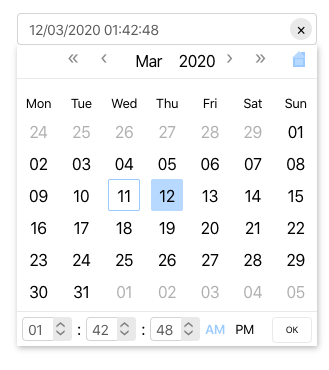 12/03/2020 01:42:48 ×
« ‹ Mar 2020 › »
Mon Tue Wed Thu Fri Sat Sun
24 25 26 27 28 29 01
02 03 04 05 06 07 08
09 10 11 12 13 14 15
16 17 18 19 20 21 22
23 24 25 26 27 28 29
30 31 01 02 03 04 05
01 : 42 : 48 AM PM OK